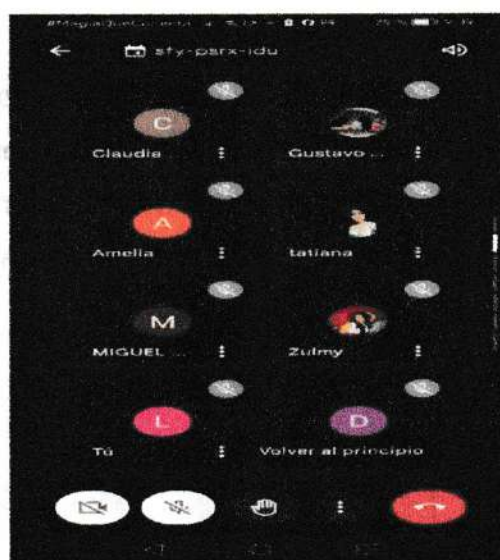 sfy-psrx-idu
C
Claudia
Gustavo ...
A
Amelia
tatiana
M
MIGUEL ...
Zulmy
L
Tú
D
Volver al principio